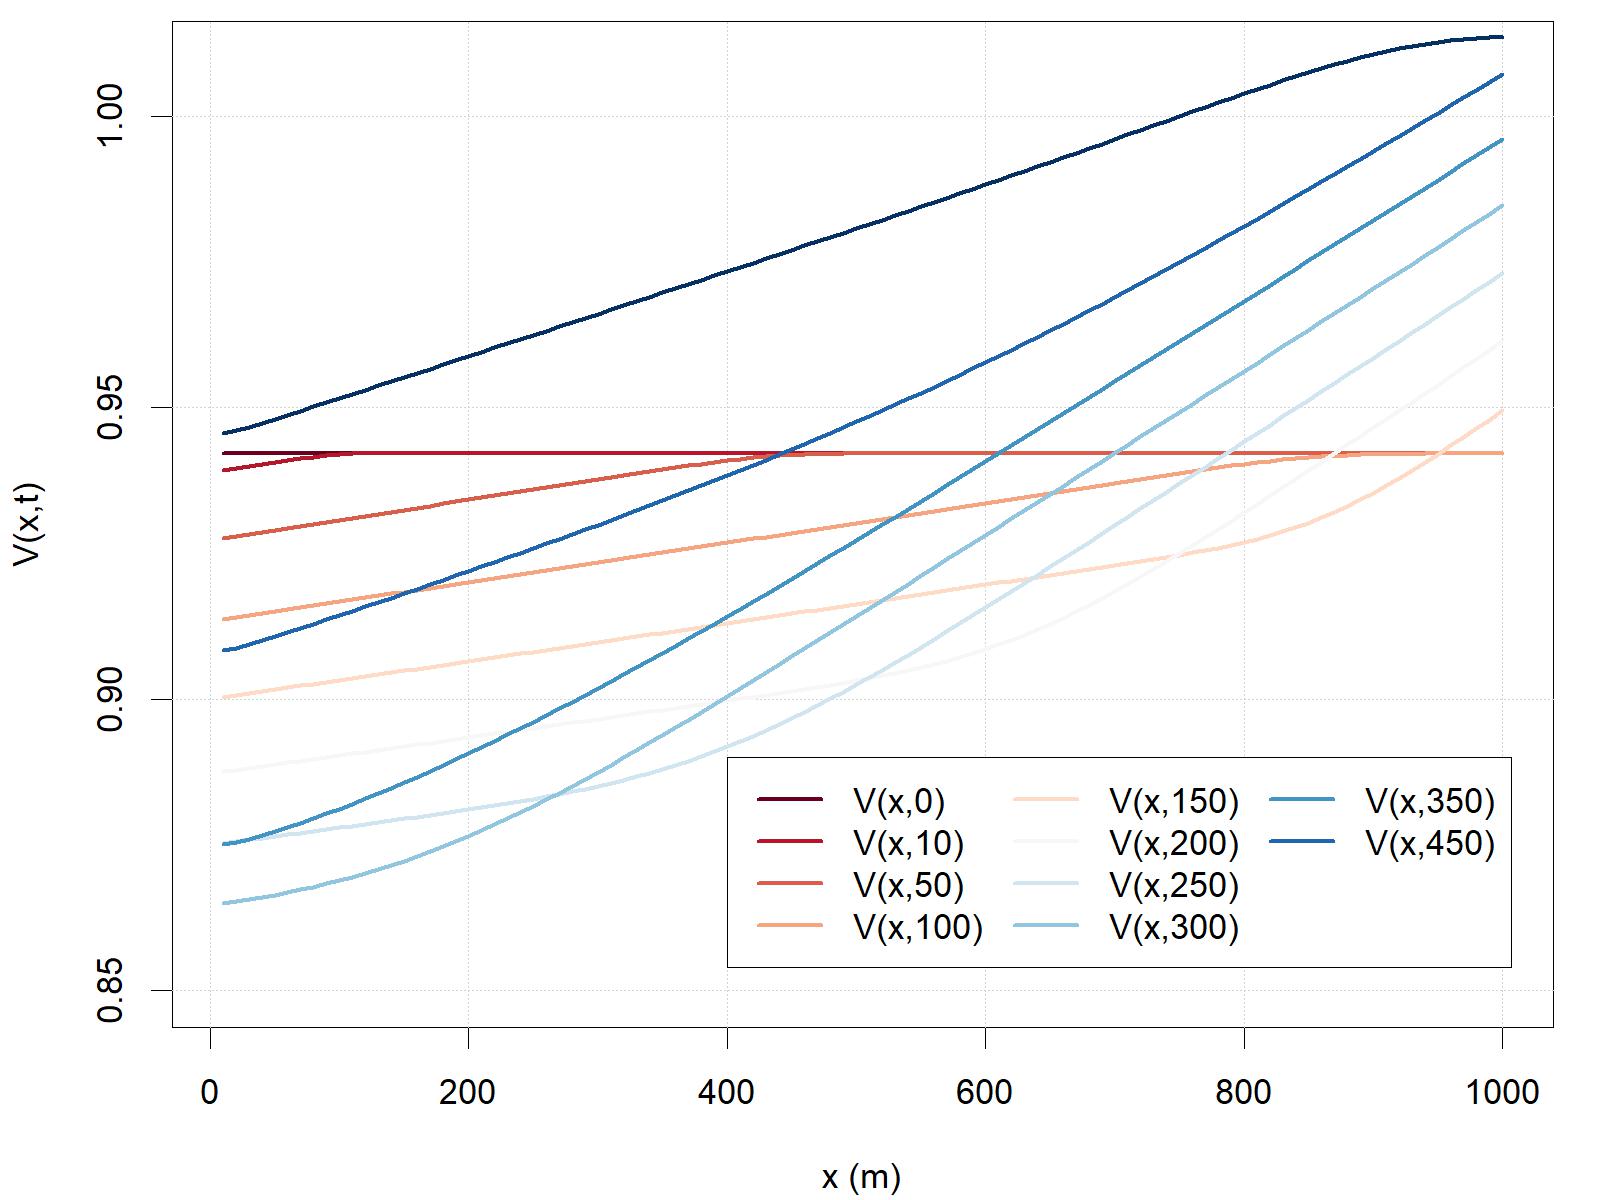 1.00
0.95
0.90
0.85
V(x,t)
V(x,0) V(x,150) V(x,350)
V(x,10) V(x,200) V(x,450)
V(x,50) V(x,250)
V(x,100) V(x,300)
0 200 400 600 800 1000
x (m)